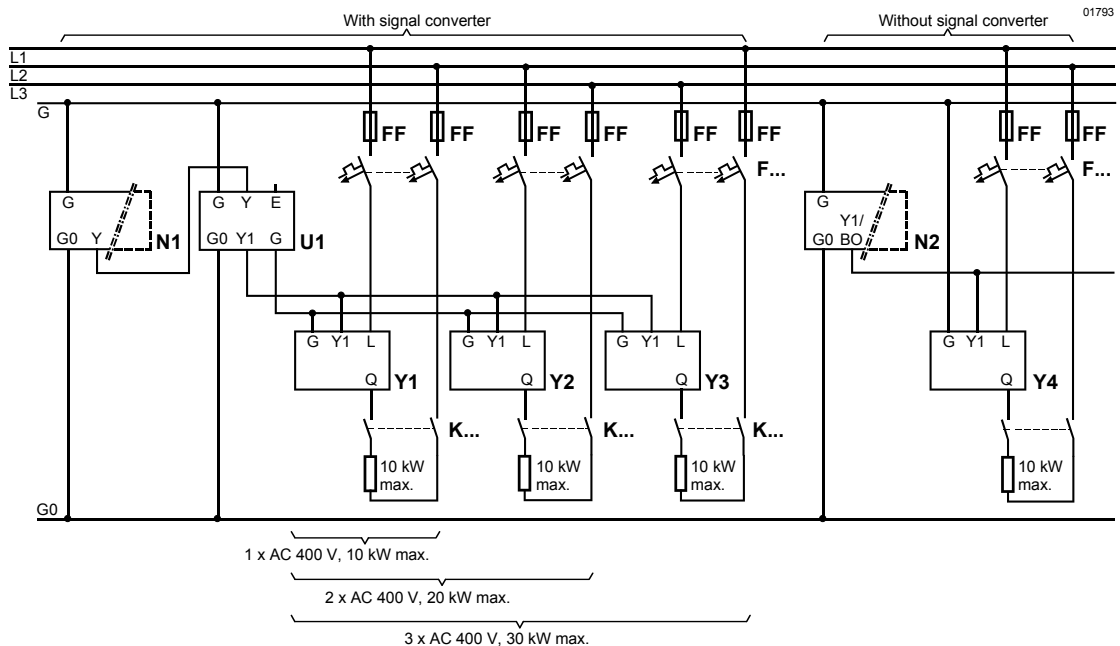 01793
With signal converter
Without signal converter
L1
L2
L3
G
FF FF FF FF FF FF FF FF
F... F...
G
G0 Y
N1
G Y E
G0 Y1 G
U1
G
Y1/
G0 BO
N2
G Y1 L
Q
Y1
G Y1 L
Q
Y2
G Y1 L
Q
Y3
G Y1 L
Q
Y4
K... K... K...
10 kW
max.
10 kW
max.
10 kW
max.
10 kW
max.
G0
1 x AC 400 V, 10 kW max.
2 x AC 400 V, 20 kW max.
3 x AC 400 V, 30 kW max.